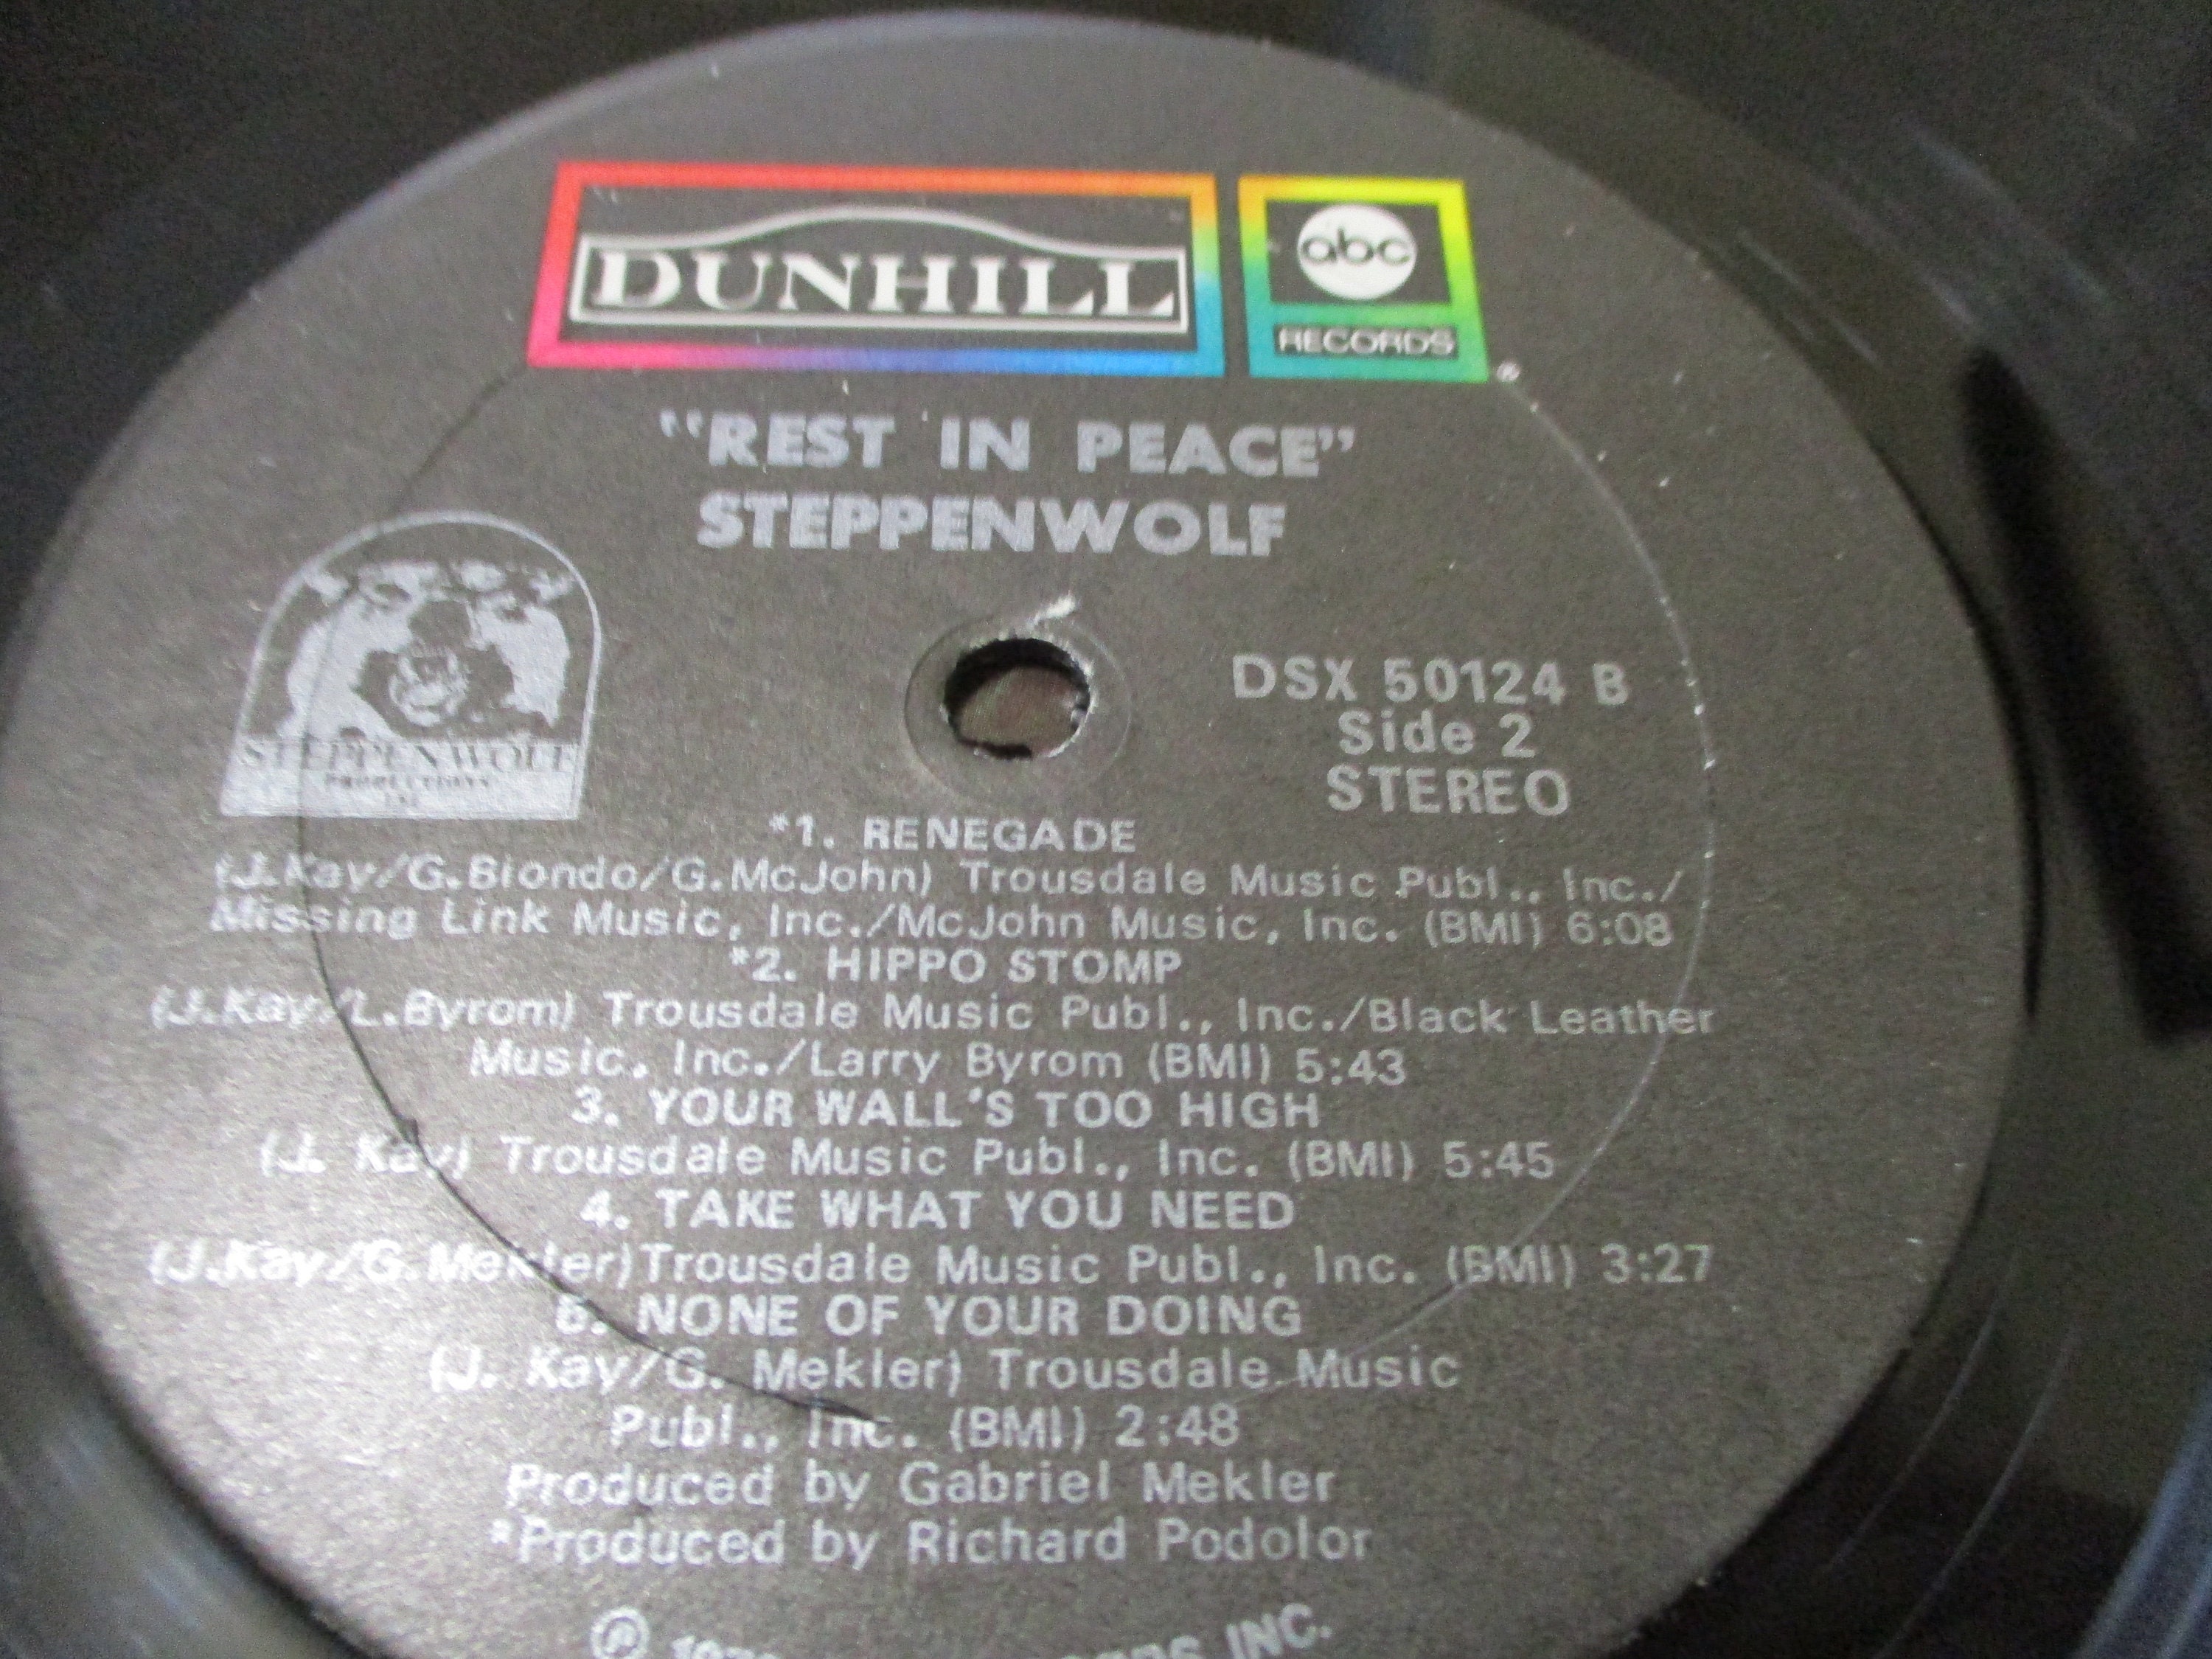 DUNHILL
abc
RECORDS ®
"REST IN PEACE"
STEPPENWOLF
STEPPENWOLF
PRODUCTIONS
DSX 50124 B
Side 2
STEREO
*1. RENEGADE
(J.Kay/G.Biondo/G.McJohn) Trousdale Music Publ., Inc./
Missing Link Music, Inc./McJohn Music, Inc. (BMI) 6:08
*2. HIPPO STOMP
(J.Kay/L.Byrom) Trousdale Music Publ., Inc./Black Leather
Music, Inc./Larry Byrom (BMI) 5:43
3. YOUR WALL'S TOO HIGH
(J. Kay) Trousdale Music Publ., Inc. (BMI) 5:45
4. TAKE WHAT YOU NEED
(J.Kay/G.Mekler)Trousdale Music Publ., Inc. (BMI) 3:27
5. NONE OF YOUR DOING
(J. Kay/G. Mekler) Trousdale Music
Publ., Inc. (BMI) 2:48
Produced by Gabriel Mekler
*Produced by Richard Podolor
℗ INC.